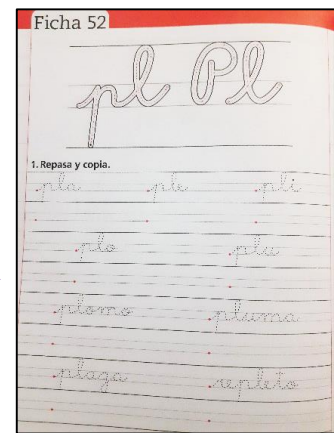 Ficha 52
pl Pl
1. Repasa y copia.
pla ple pli
plo plu
plomo pluma
plaga repleto